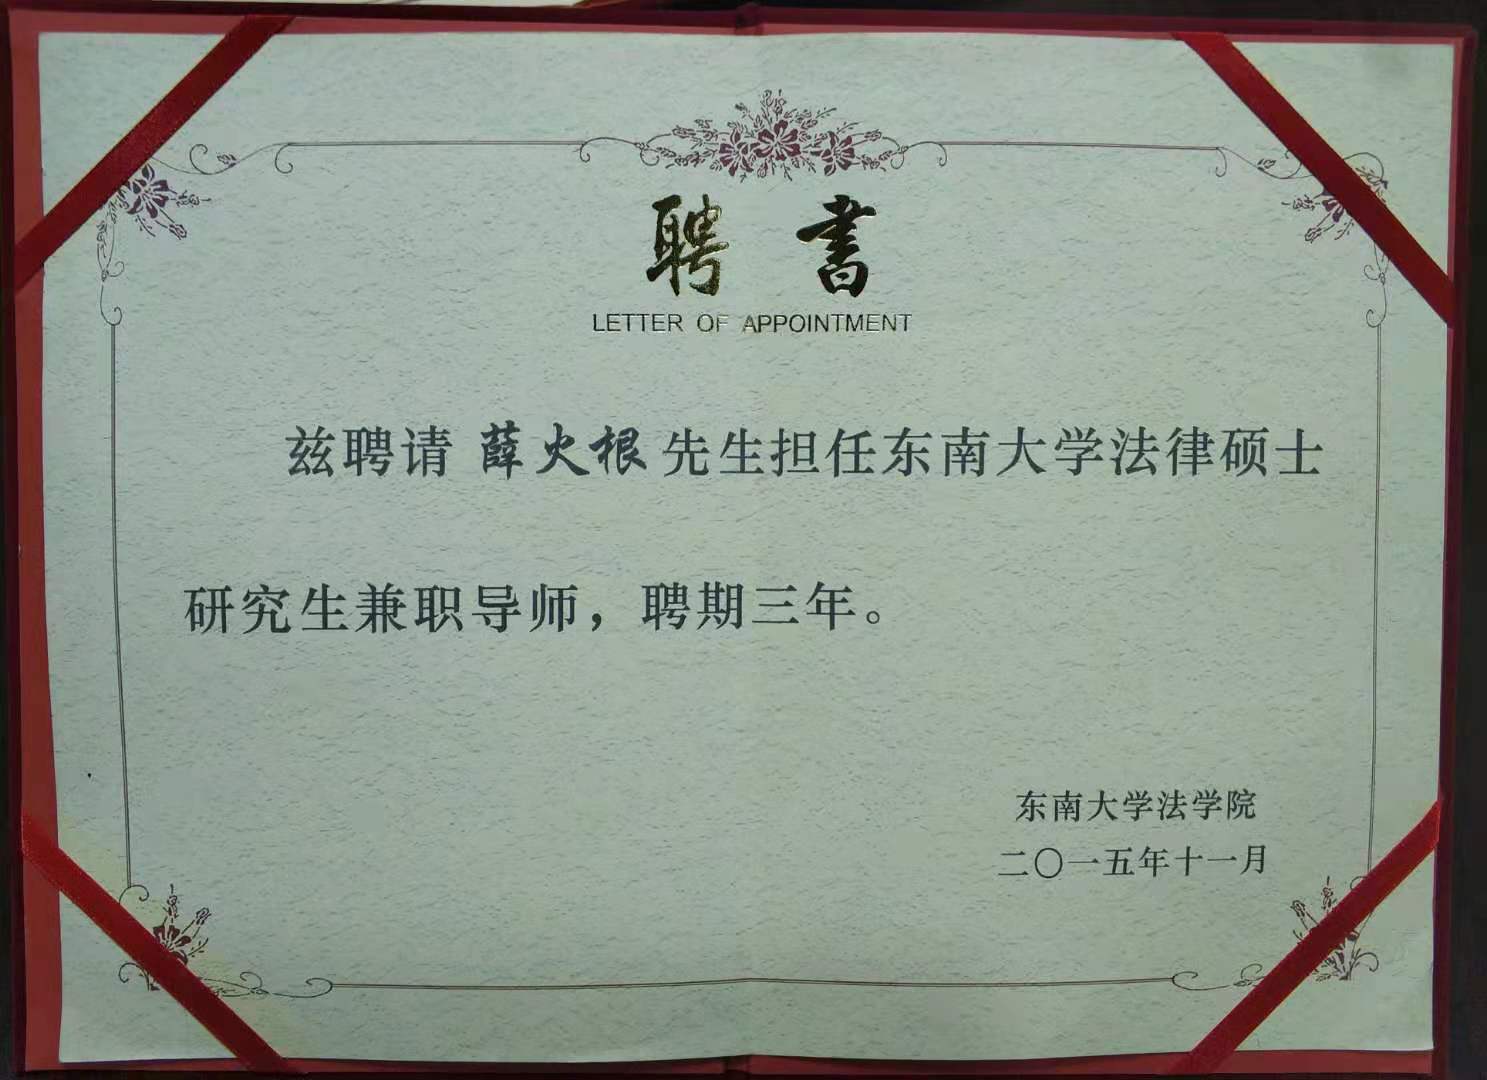 聘书
LETTER OF APPOINTMENT
兹聘请 薛火根 先生担任东南大学法律硕士
研究生兼职导师，聘期三年。
东南大学法学院
二〇一五年十一月